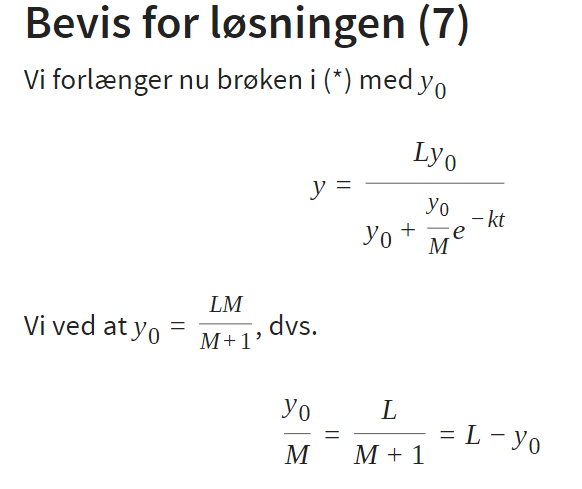 Bevis for løsningen (7)
Vi forlænger nu brøken i (*) med y₀
y = \frac{Ly_0}{y_0 + \frac{y_0}{M}e^{-kt}}
Vi ved at y_0 = \frac{LM}{M+1}, dvs.
\frac{y_0}{M} = \frac{L}{M+1} = L - y_0